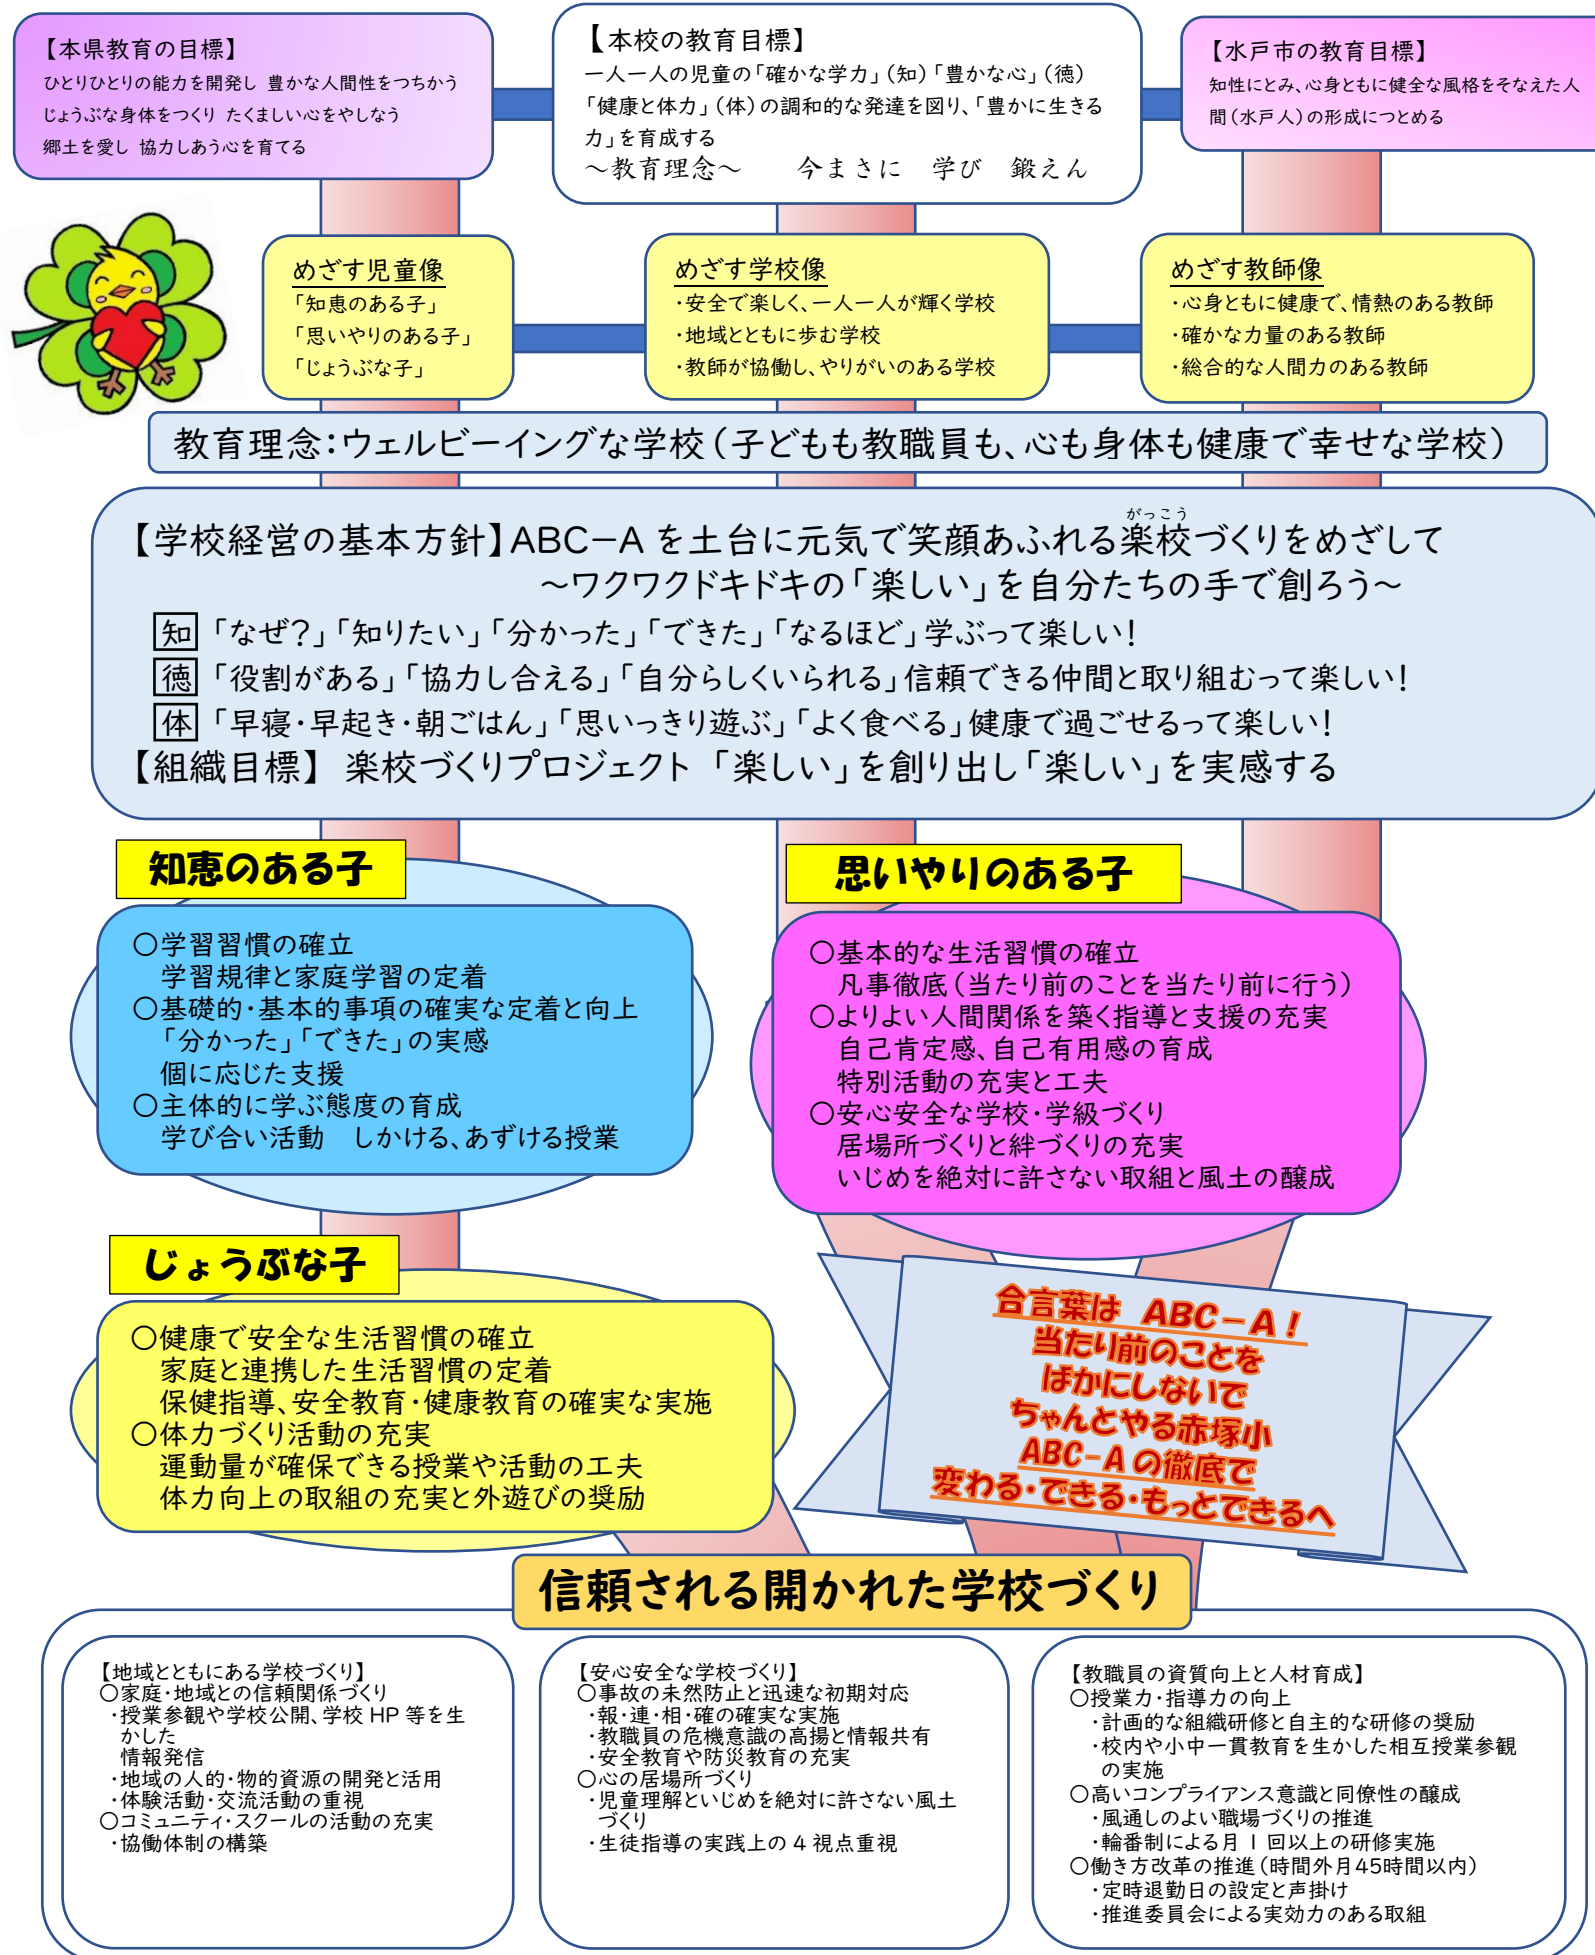 【本県教育の目標】
ひとりひとりの能力を開発し 豊かな人間性をつちかう
じょうぶな身体をつくり たくましい心をやしなう
郷土を愛し 協力しあう心を育てる
【本校の教育目標】
一人一人の児童の「確かな学力」(知)「豊かな心」(徳)
「健康と体力」(体)の調和的な発達を図り、「豊かに生きる
力」を育成する
～教育理念～ 今まさに 学び 鍛えん
【水戸市の教育目標】
知性にとみ、心身ともに健全な風格をそなえた人
間(水戸人)の形成につとめる
めざす児童像
「知恵のある子」
「思いやりのある子」
「じょうぶな子」
めざす学校像
・安全で楽しく、一人一人が輝く学校
・地域とともに歩む学校
・教師が協働し、やりがいのある学校
めざす教師像
・心身ともに健康で、情熱のある教師
・確かな力量のある教師
・総合的な人間力のある教師
教育理念：ウェルビーイングな学校(子どもも教職員も、心も身体も健康で幸せな学校)
がっこう
【学校経営の基本方針】ABC－A を土台に元気で笑顔あふれる楽校づくりをめざして
～ワクワクドキドキの「楽しい」を自分たちの手で創ろう～
知 「なぜ？」「知りたい」「分かった」「できた」「なるほど」学ぶって楽しい！
徳 「役割がある」「協力し合える」「自分らしくいられる」信頼できる仲間と取り組むって楽しい！
体 「早寝・早起き・朝ごはん」「思いっきり遊ぶ」「よく食べる」健康で過ごせるって楽しい！
【組織目標】 楽校づくりプロジェクト 「楽しい」を創り出し「楽しい」を実感する
知恵のある子
○学習習慣の確立
学習規律と家庭学習の定着
○基礎的・基本的事項の確実な定着と向上
「分かった」「できた」の実感
個に応じた支援
○主体的に学ぶ態度の育成
学び合い活動 しかける、あずける授業
思いやりのある子
○基本的な生活習慣の確立
凡事徹底(当たり前のことを当たり前に行う)
○よりよい人間関係を築く指導と支援の充実
自己肯定感、自己有用感の育成
特別活動の充実と工夫
○安心安全な学校・学級づくり
居場所づくりと絆づくりの充実
いじめを絶対に許さない取組と風土の醸成
じょうぶな子
○健康で安全な生活習慣の確立
家庭と連携した生活習慣の定着
保健指導、安全教育・健康教育の確実な実施
○体力づくり活動の充実
運動量が確保できる授業や活動の工夫
体力向上の取組の充実と外遊びの奨励
合言葉は ABC－A！
当たり前のことを
ばかにしないで
ちゃんとやる赤塚小
ABC－A の徹底で
変わる・できる・もっとできるへ
信頼される開かれた学校づくり
【地域とともにある学校づくり】
○家庭・地域との信頼関係づくり
・授業参観や学校公開、学校 HP 等を生
かした
情報発信
・地域の人的・物的資源の開発と活用
・体験活動・交流活動の重視
○コミュニティ・スクールの活動の充実
・協働体制の構築
【安心安全な学校づくり】
○事故の未然防止と迅速な初期対応
・報・連・相・確の確実な実施
・教職員の危機意識の高揚と情報共有
・安全教育や防災教育の充実
○心の居場所づくり
・児童理解といじめを絶対に許さない風土
づくり
・生徒指導の実践上の 4 視点重視
【教職員の資質向上と人材育成】
○授業力・指導力の向上
・計画的な組織研修と自主的な研修の奨励
・校内や小中一貫教育を生かした相互授業参観
の実施
○高いコンプライアンス意識と同僚性の醸成
・風通しのよい職場づくりの推進
・輪番制による月 1 回以上の研修実施
○働き方改革の推進(時間外月45時間以内)
・定時退勤日の設定と声掛け
・推進委員会による実効力のある取組